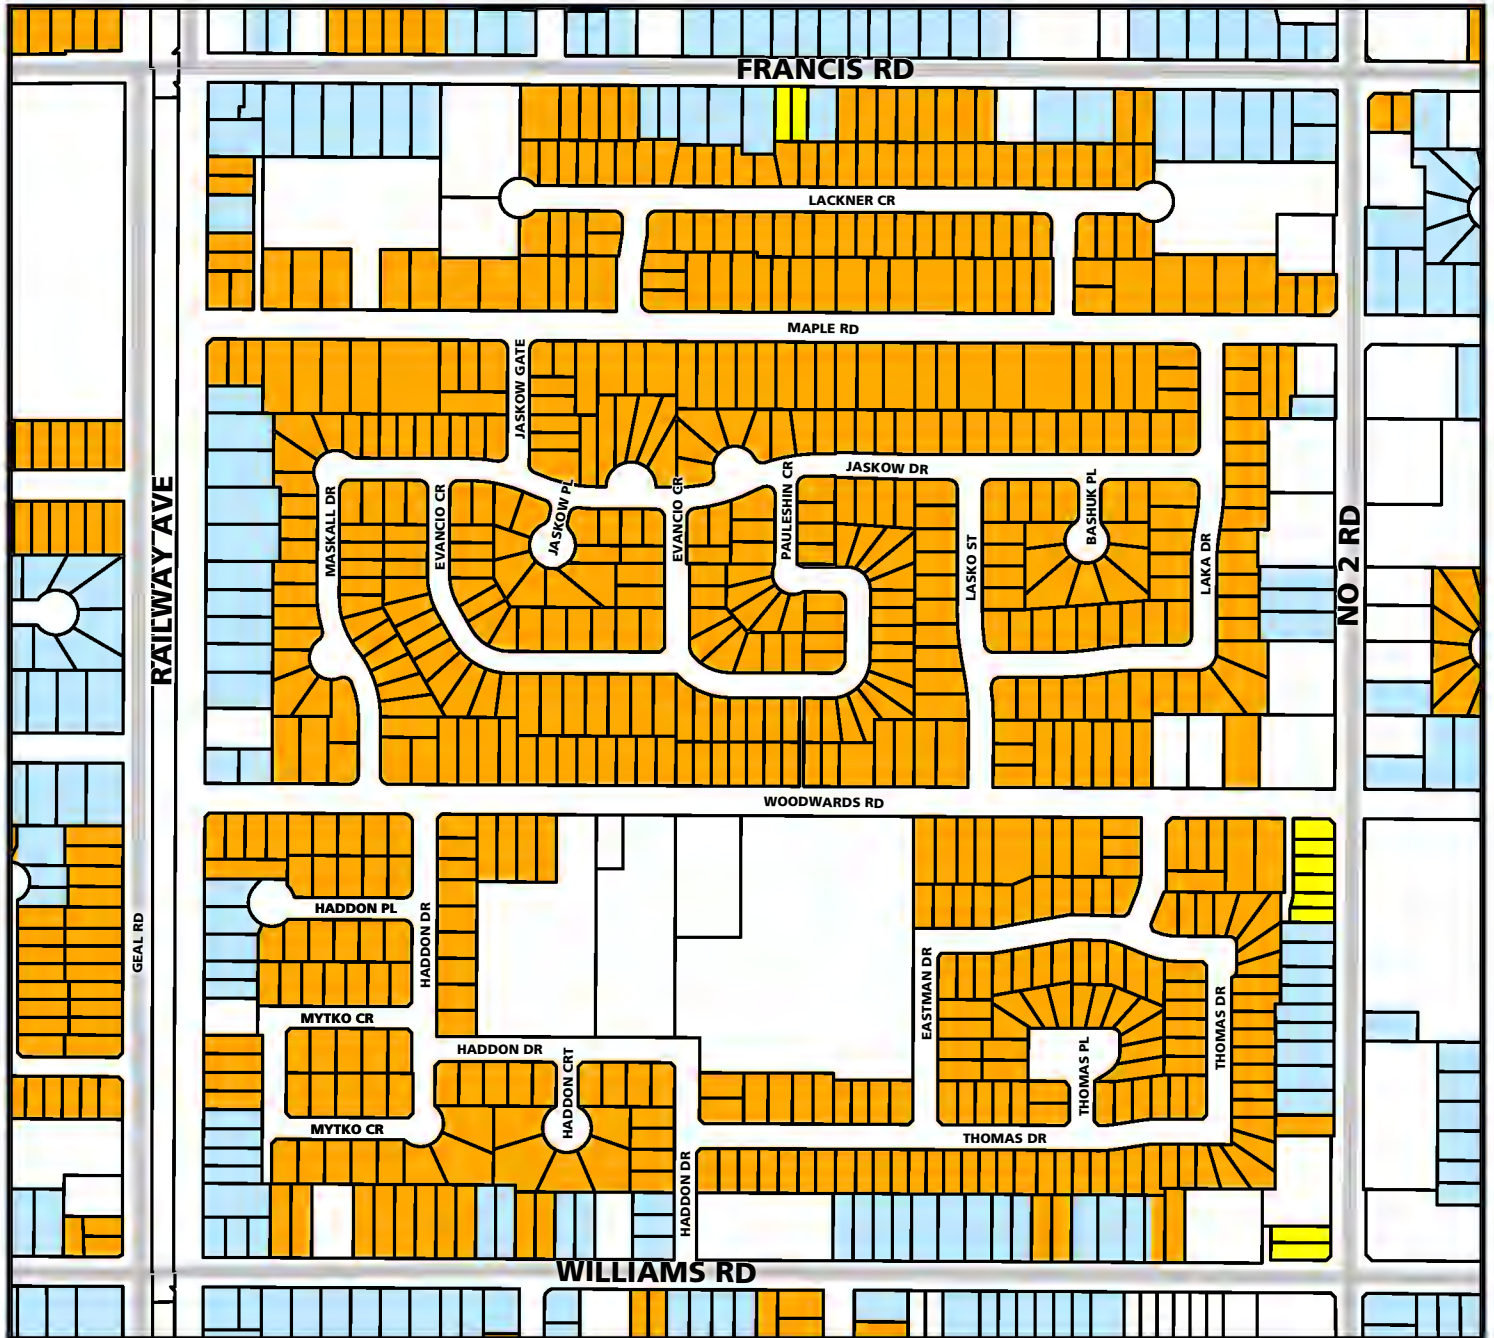 FRANCIS RD
LACKNER CR
MAPLE RD
JASKOW GATE
JASKOW DR
RAILWAY AVE
MASKALL DR
EVANCIO CR
JASKOW PL
EVANCIO CR
PAULESHIN CR
LASKO ST
BASHUK PL
LAKA DR
NO 2 RD
WOODWARDS RD
HADDON PL
HADDON DR
GEAL RD
EASTMAN DR
THOMAS DR
MYTKO CR
HADDON DR
HADDON CRT
THOMAS PL
MYTKO CR
THOMAS DR
HADDON DR
WILLIAMS RD